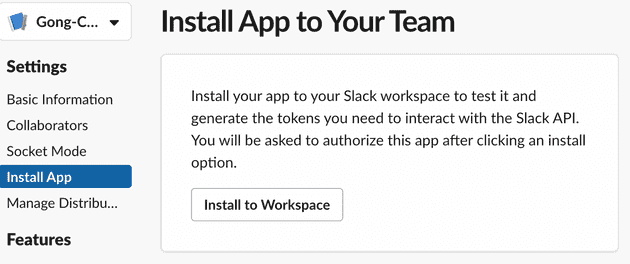 Gong-C...
Install App to Your Team
Settings
Basic Information
Collaborators
Socket Mode
Install App
Manage Distribu...
Features
Install your app to your Slack workspace to test it and
generate the tokens you need to interact with the Slack API.
You will be asked to authorize this app after clicking an install
option.
Install to Workspace